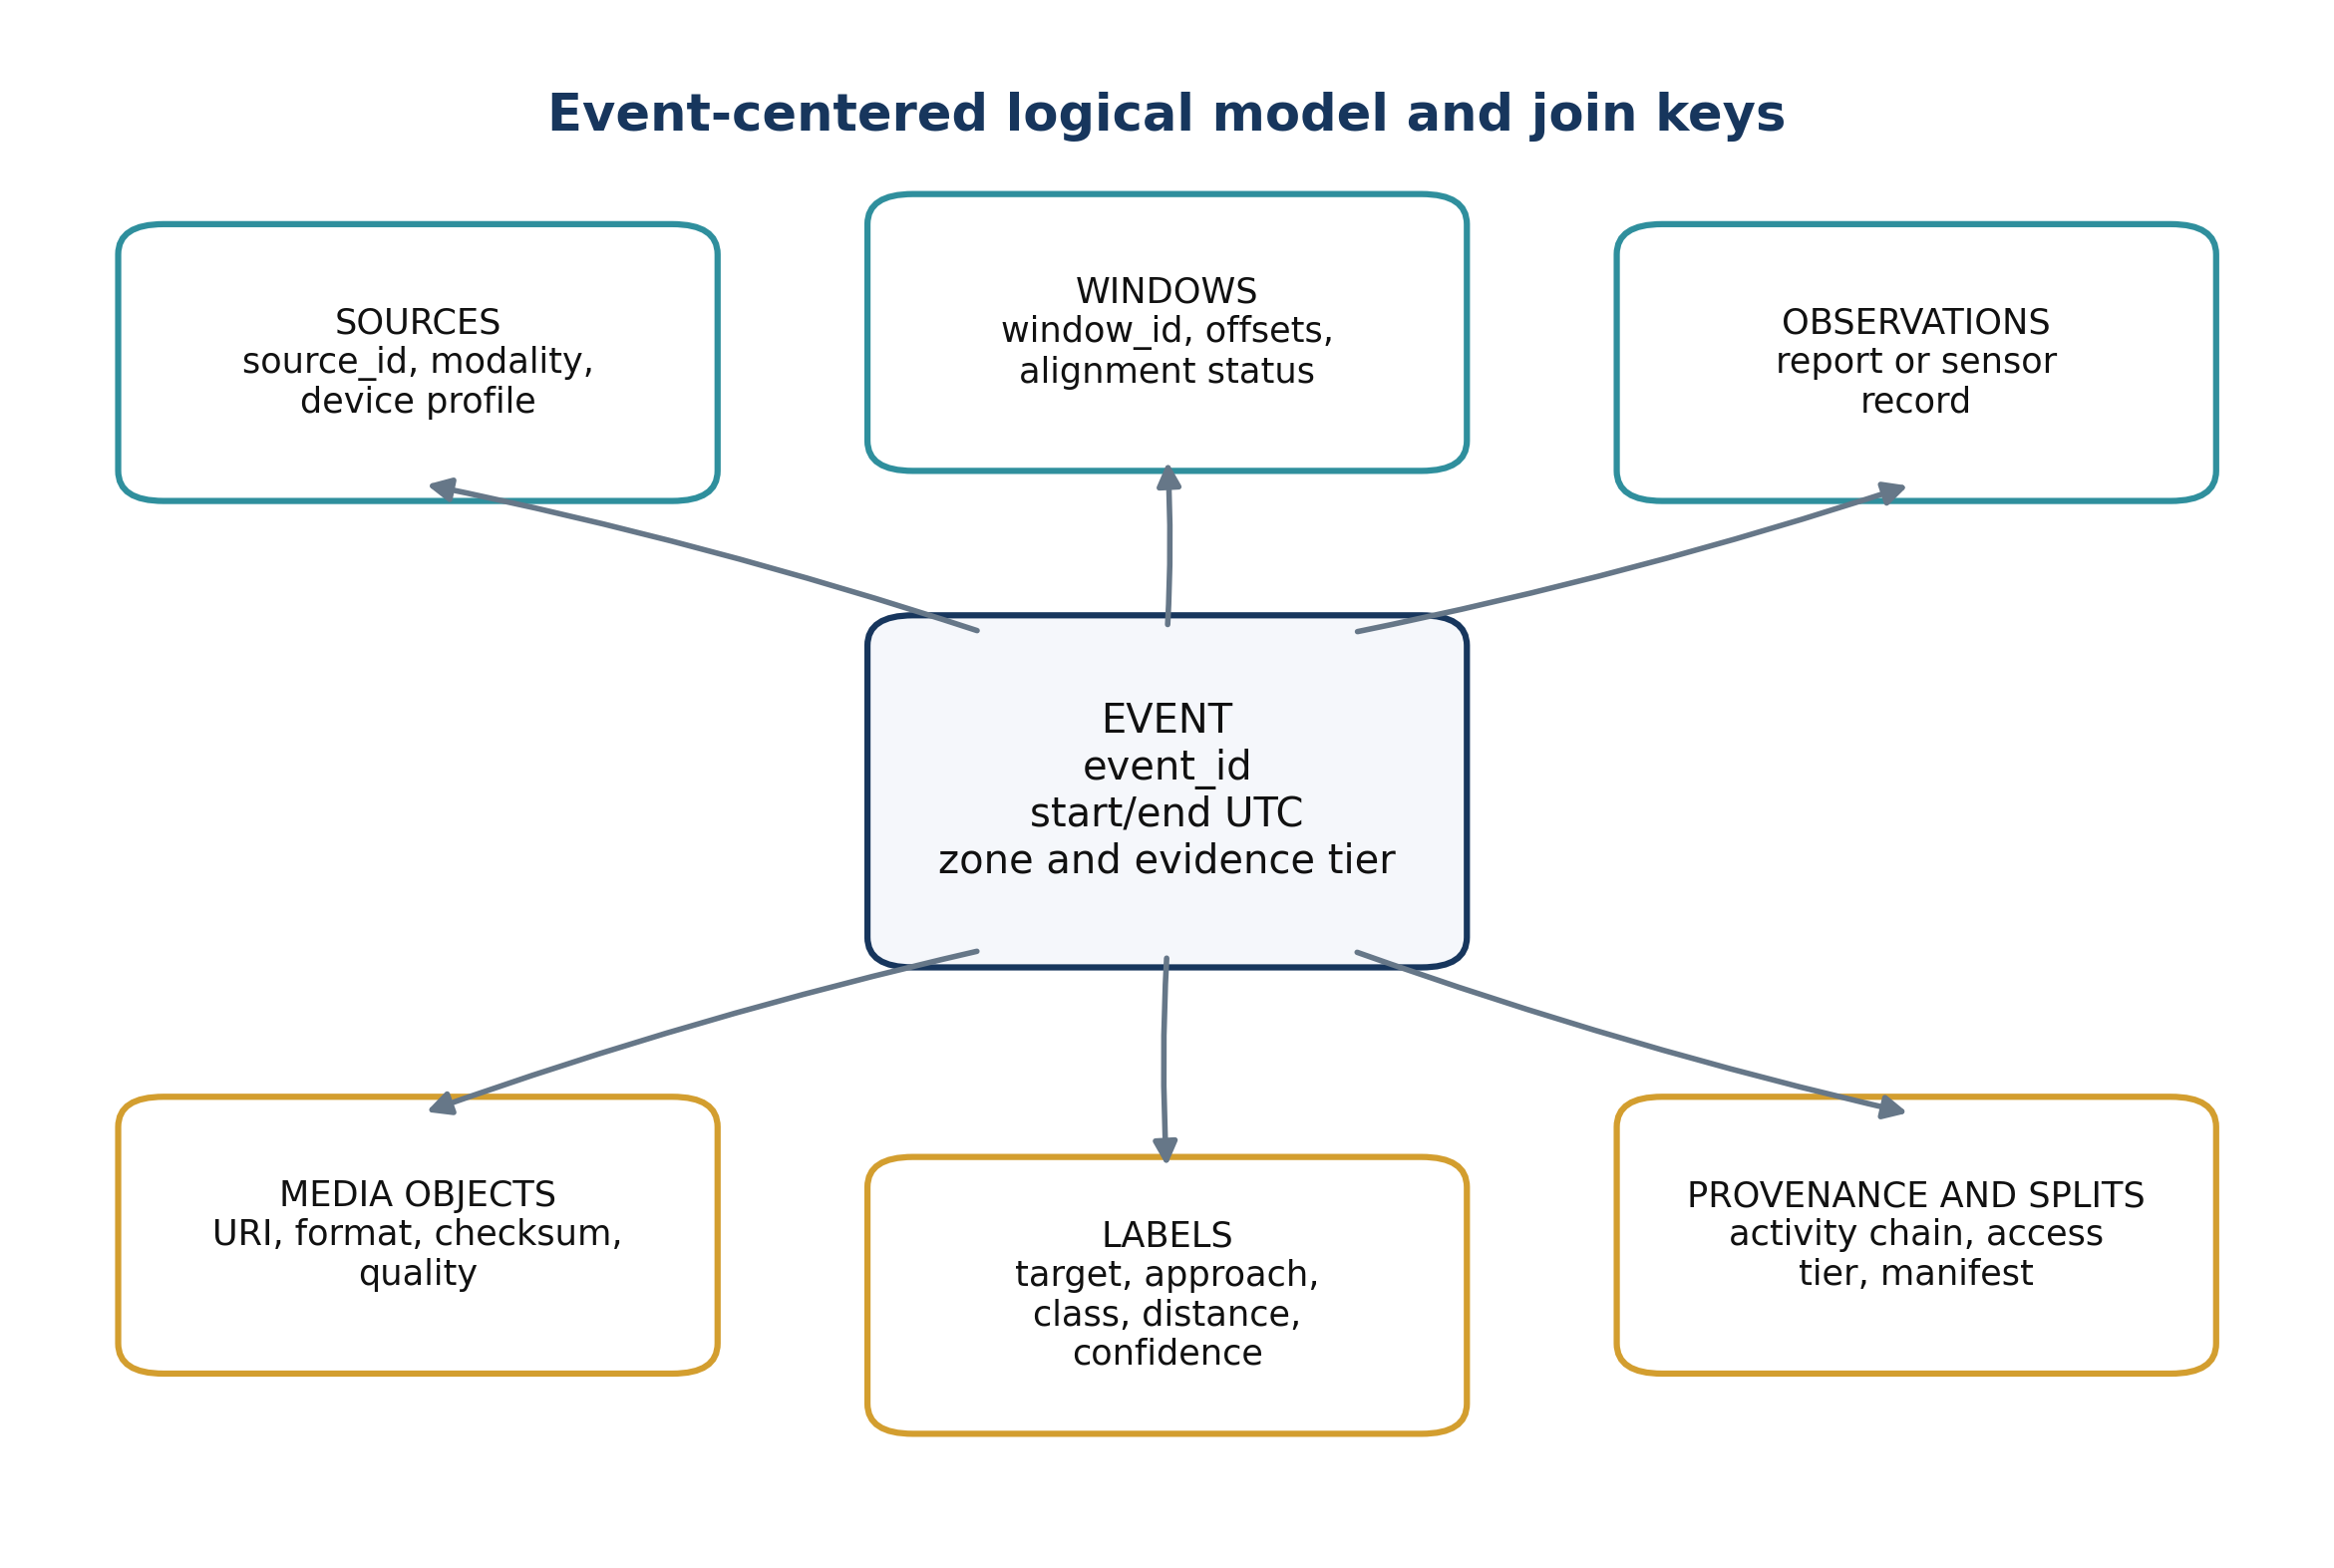 Event-centered logical model and join keys
SOURCES
source_id, modality,
device profile
WINDOWS
window_id, offsets,
alignment status
OBSERVATIONS
report or sensor
record
EVENT
event_id
start/end UTC
zone and evidence tier
MEDIA OBJECTS
URI, format, checksum,
quality
LABELS
target, approach,
class, distance,
confidence
PROVENANCE AND SPLITS
activity chain, access
tier, manifest